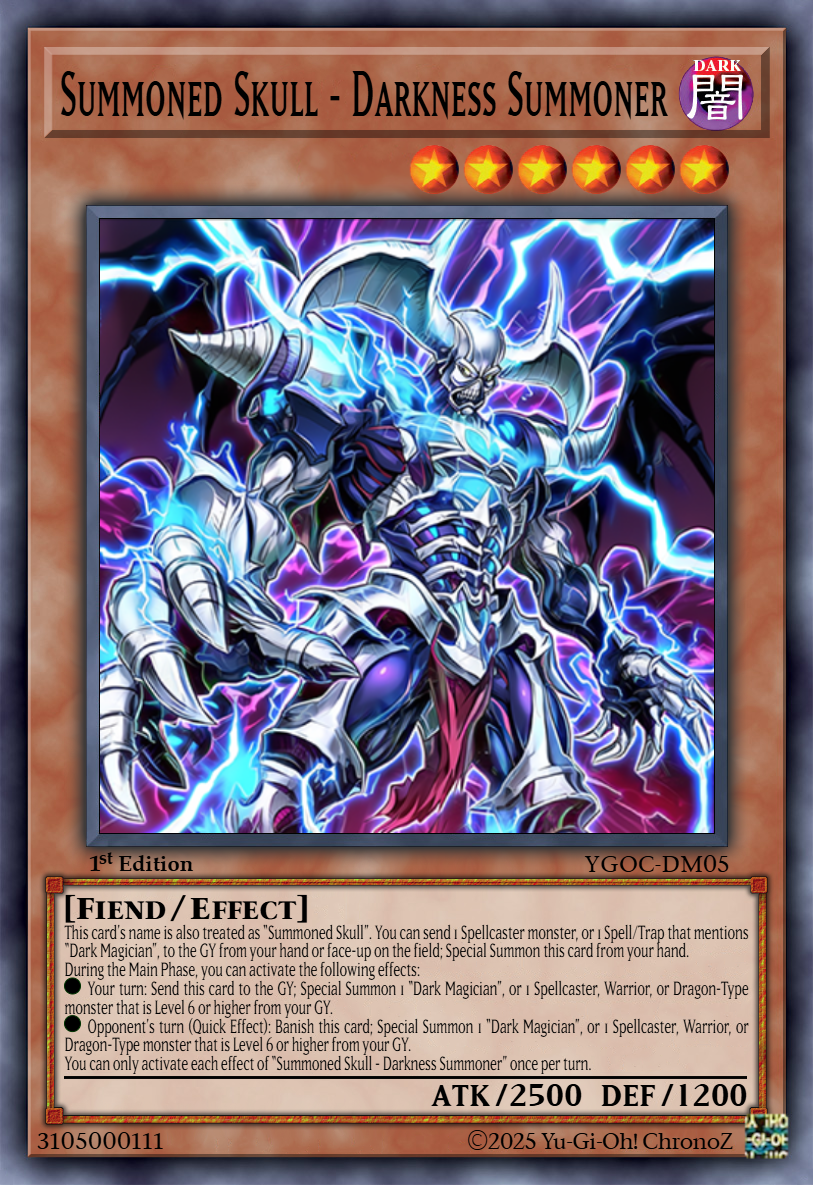 Summoned Skull - Darkness Summoner
DARK
闇
1st Edition
YGOC-DM05
[Fiend/Effect]
This card's name is also treated as "Summoned Skull". You can send 1 Spellcaster monster, or 1 Spell/Trap that mentions
"Dark Magician", to the GY from your hand or face-up on the field; Special Summon this card from your hand.
During the Main Phase, you can activate the following effects:
● Your turn: Send this card to the GY; Special Summon 1 "Dark Magician", or 1 Spellcaster, Warrior, or Dragon-Type
monster that is Level 6 or higher from your GY.
● Opponent's turn (Quick Effect): Banish this card; Special Summon 1 "Dark Magician", or 1 Spellcaster, Warrior, or
Dragon-Type monster that is Level 6 or higher from your GY.
You can only activate each effect of "Summoned Skull - Darkness Summoner" once per turn.
ATK/2500 DEF/1200
3105000111
©2025 Yu-Gi-Oh! ChronoZ